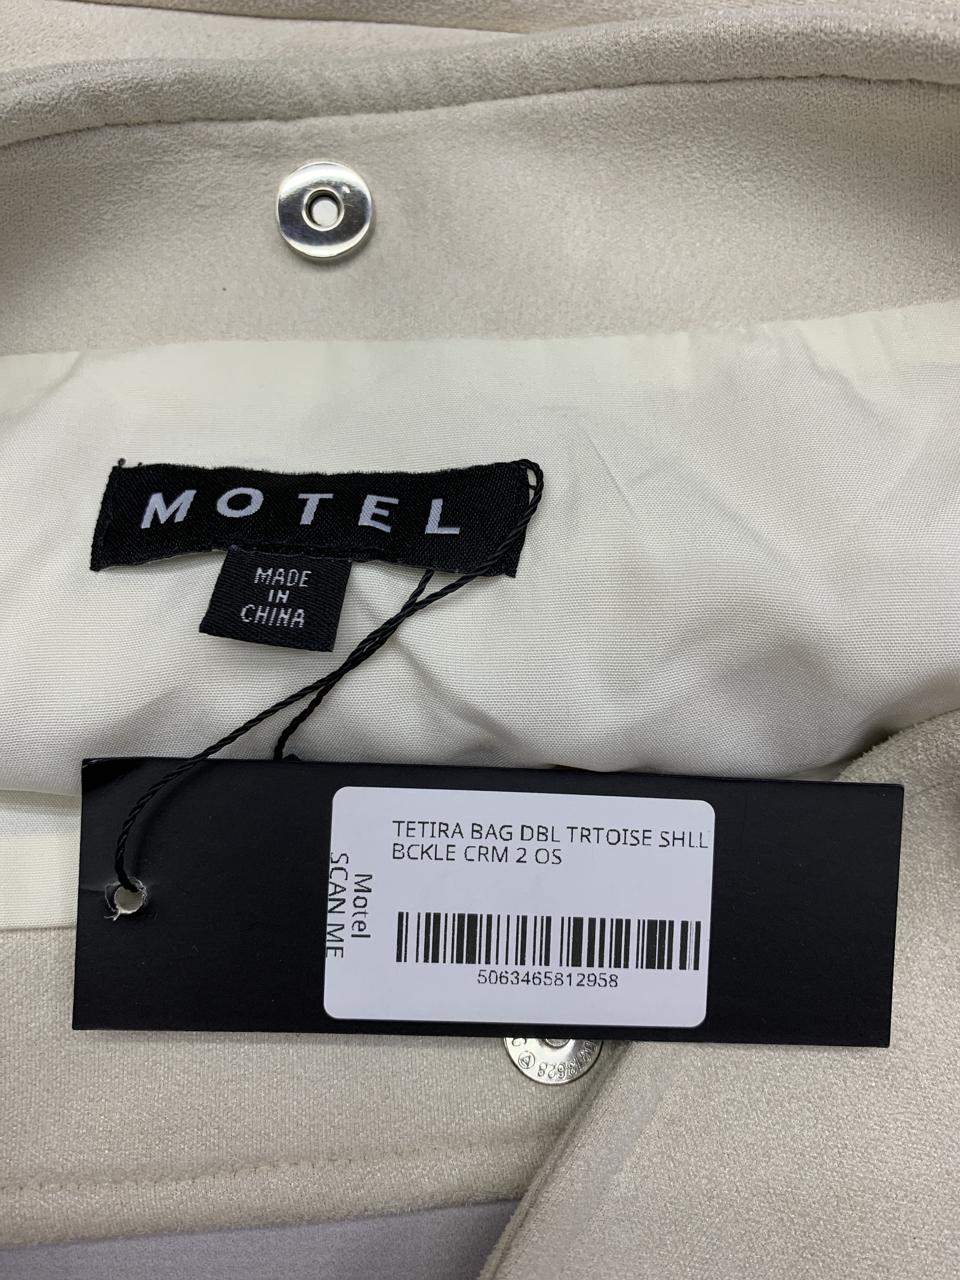 MOTEL
MADE
IN
CHINA
TETIRA BAG DBL TRTOISE SHLL
BCKLE CRM 2 OS
Motel
SCAN ME
5063465812958